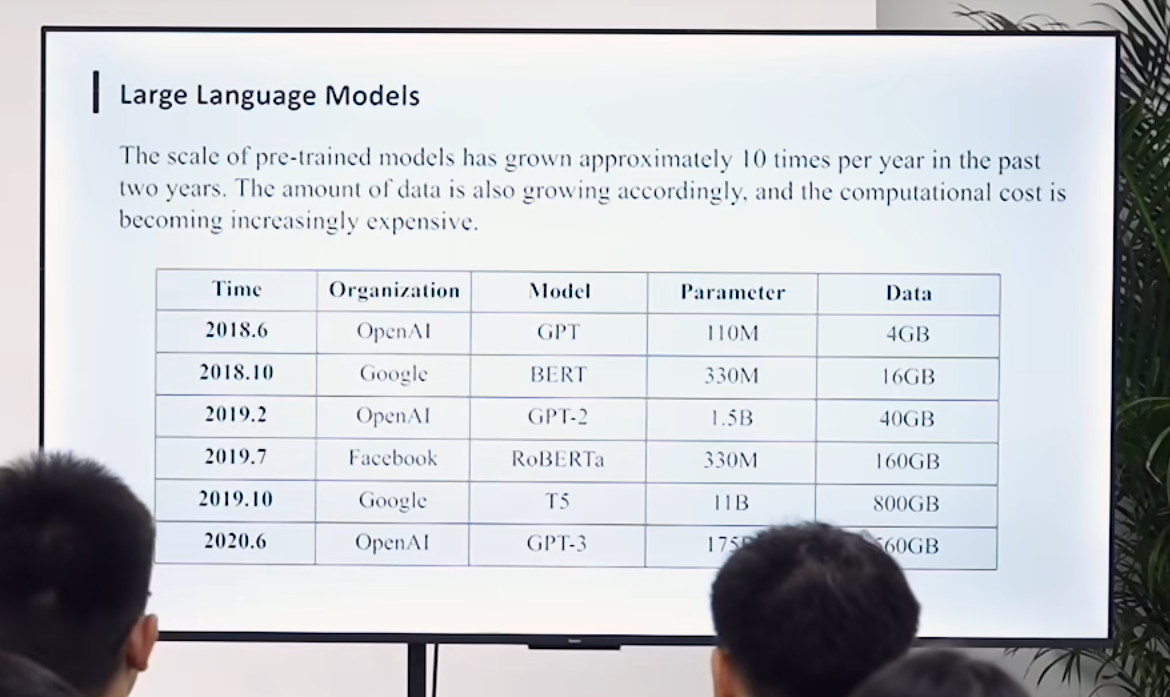 Large Language Models
The scale of pre-trained models has grown approximately 10 times per year in the past
two years. The amount of data is also growing accordingly, and the computational cost is
becoming increasingly expensive.
Time Organization Model Parameter Data
2018.6 OpenAI GPT 110M 4GB
2018.10 Google BERT 330M 16GB
2019.2 OpenAI GPT-2 1.5B 40GB
2019.7 Facebook RoBERTa 330M 160GB
2019.10 Google T5 11B 800GB
2020.6 OpenAI GPT-3